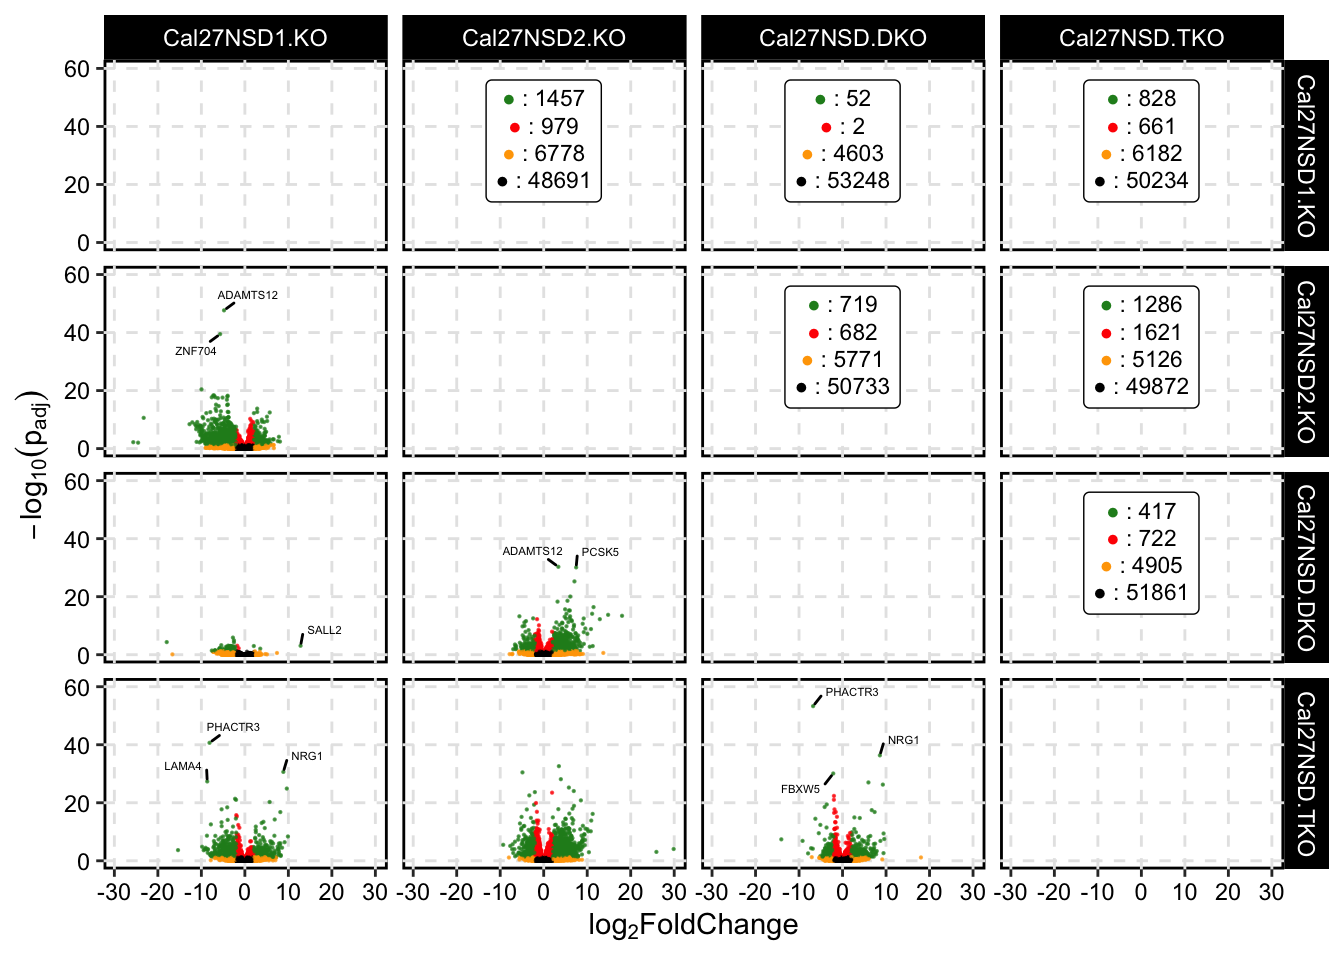 Cal27NSD1.KO Cal27NSD2.KO Cal27NSD.DKO Cal27NSD.TKO
60
40
20
0
: 1457
: 979
: 6778
: 48691
: 52
: 2
: 4603
: 53248
: 828
: 661
: 6182
: 50234
Cal27NSD1.KO
60
40
20
0
ADAMTS12
ZNF704
: 719
: 682
: 5771
: 50733
: 1286
: 1621
: 5126
: 49872
Cal27NSD2.KO
−log10(padj)
60
40
20
0
SALL2
ADAMTS12
PCSK5
: 417
: 722
: 4905
: 51861
Cal27NSD.DKO
60
40
20
0
PHACTR3
LAMA4
NRG1
PHACTR3
NRG1
FBXW5
Cal27NSD.TKO
-30 -20 -10 0 10 20 30 -30 -20 -10 0 10 20 30 -30 -20 -10 0 10 20 30 -30 -20 -10 0 10 20 30
log2FoldChange